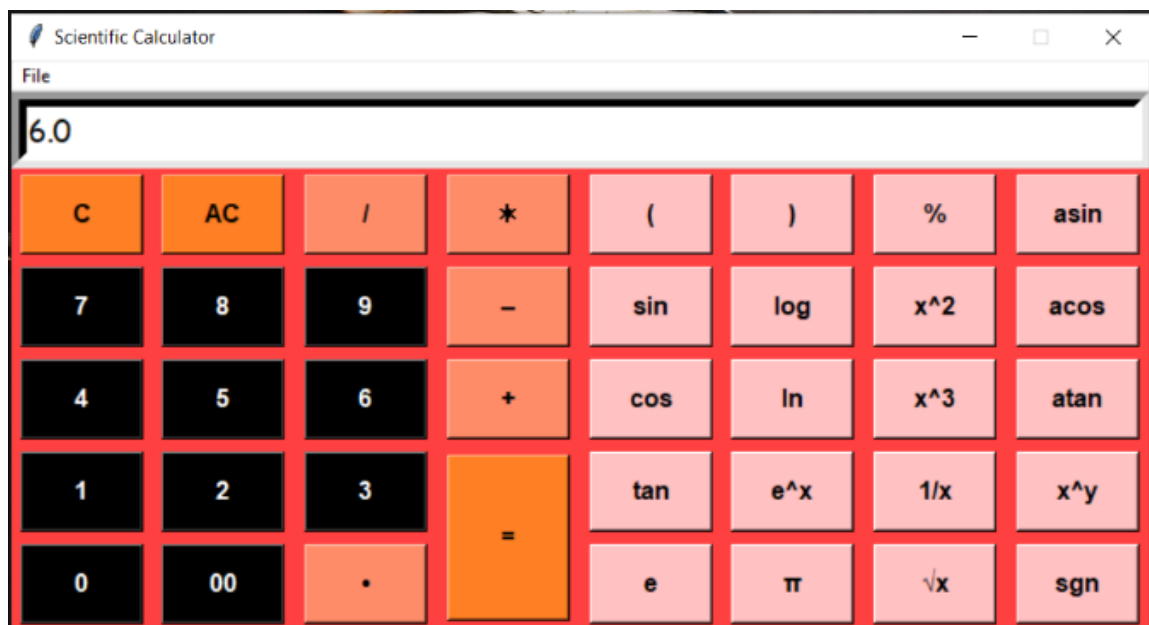 Scientific Calculator
File
6.0
C AC / * ( ) % asin
7 8 9 – sin log x^2 acos
4 5 6 + cos ln x^3 atan
1 2 3 = tan e^x 1/x x^y
0 00 • e π √x sgn